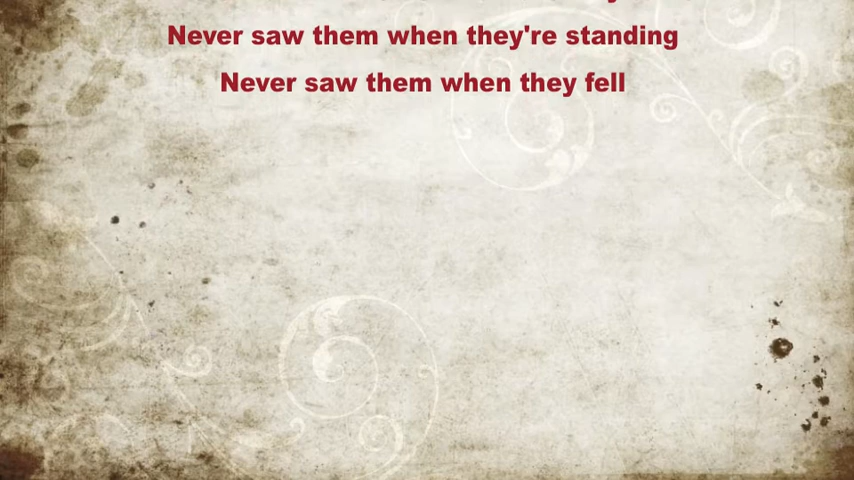 Never saw them when they're standing
Never saw them when they fell